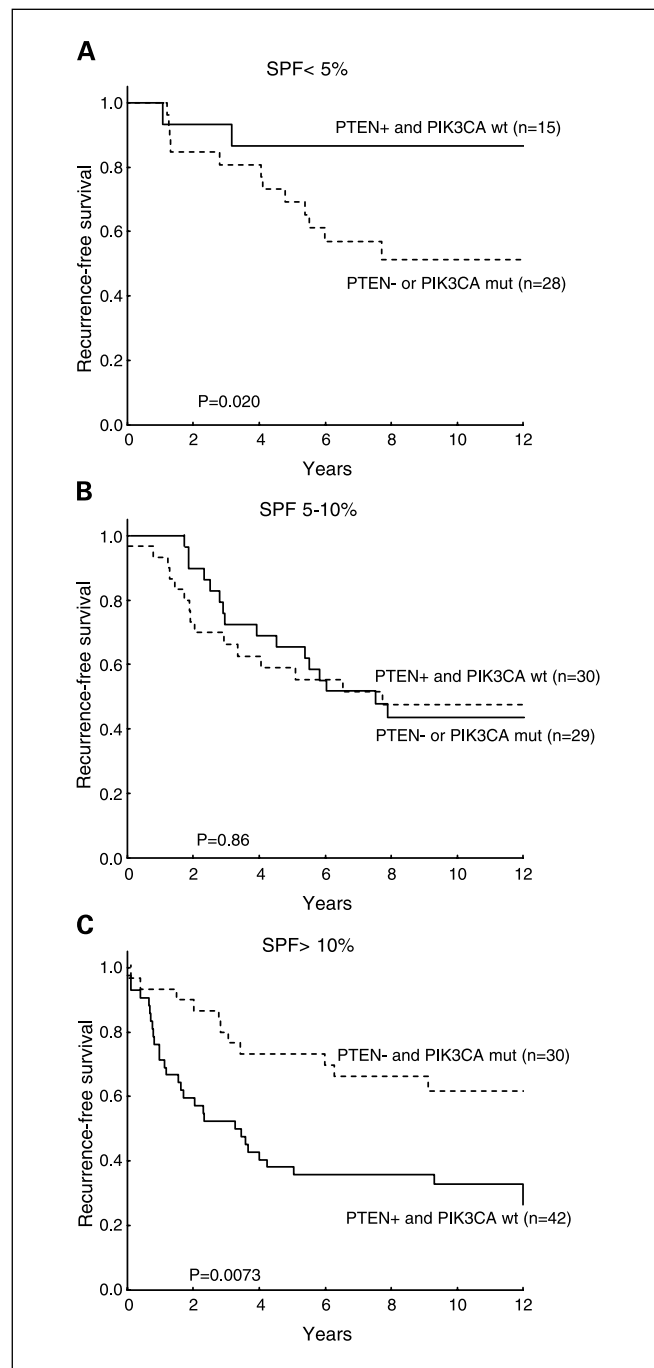 A
SPF< 5%
1.0
0.8
0.6
0.4
0.2
0.0
Recurrence-free survival
PTEN+ and PIK3CA wt (n=15)
PTEN- or PIK3CA mut (n=28)
P=0.020
0 2 4 6 8 10 12
Years
B
SPF 5-10%
1.0
0.8
0.6
0.4
0.2
0.0
Recurrence-free survival
PTEN+ and PIK3CA wt (n=30)
PTEN- or PIK3CA mut (n=29)
P=0.86
0 2 4 6 8 10 12
Years
C
SPF> 10%
1.0
0.8
0.6
0.4
0.2
0.0
Recurrence-free survival
PTEN- and PIK3CA mut (n=30)
PTEN+ and PIK3CA wt (n=42)
P=0.0073
0 2 4 6 8 10 12
Years